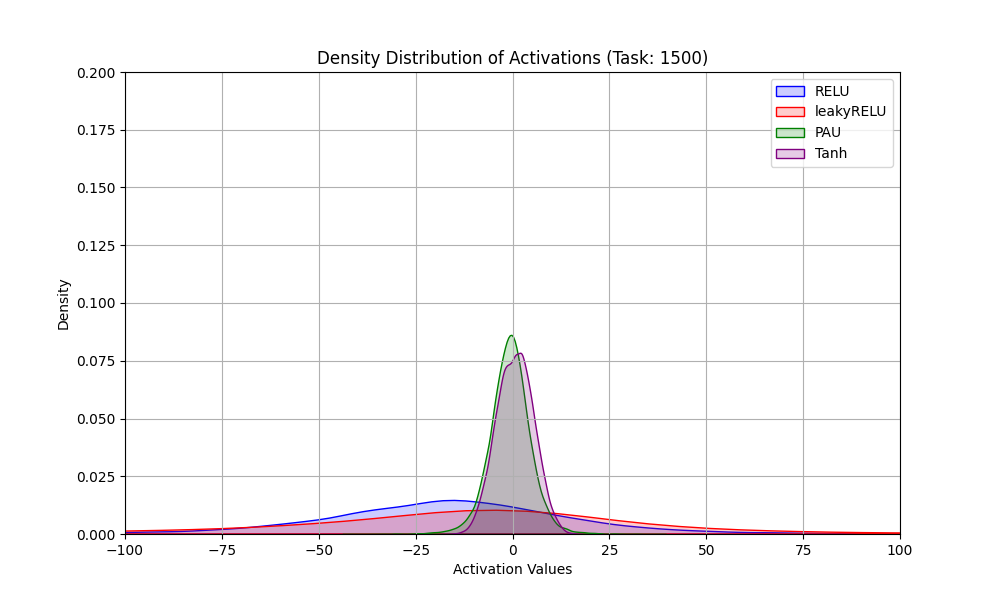 Density Distribution of Activations (Task: 1500)
0.200
0.175
0.150
0.125
0.100
0.075
0.050
0.025
0.000
Density
RELU
leakyRELU
PAU
Tanh
−100
−75
−50
−25
0
25
50
75
100
Activation Values